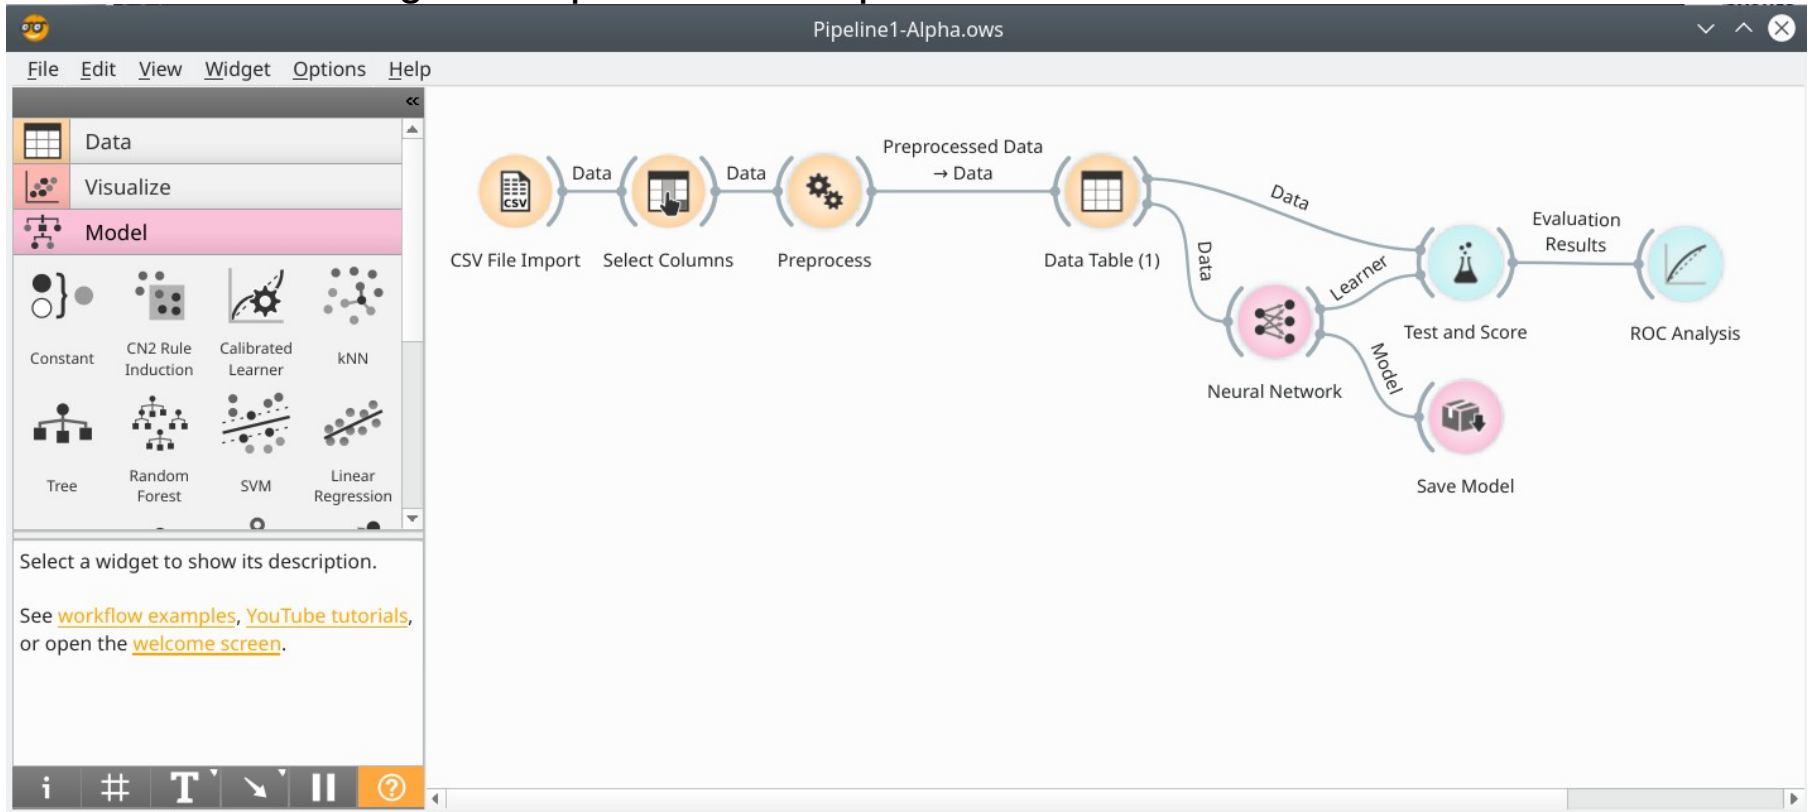 Pipeline1-Alpha.ows
File Edit View Widget Options Help
Data
Visualize
Model
Constant
CN2 Rule
Induction
Calibrated
Learner
kNN
Tree
Random
Forest
SVM
Linear
Regression
Select a widget to show its description.
See workflow examples, YouTube tutorials,
or open the welcome screen.
CSV
CSV File Import
Data
Select Columns
Data
Preprocess
Preprocessed Data
→ Data
Data Table (1)
Data
Data
Neural Network
Learner
Model
Test and Score
Evaluation
Results
ROC Analysis
Save Model